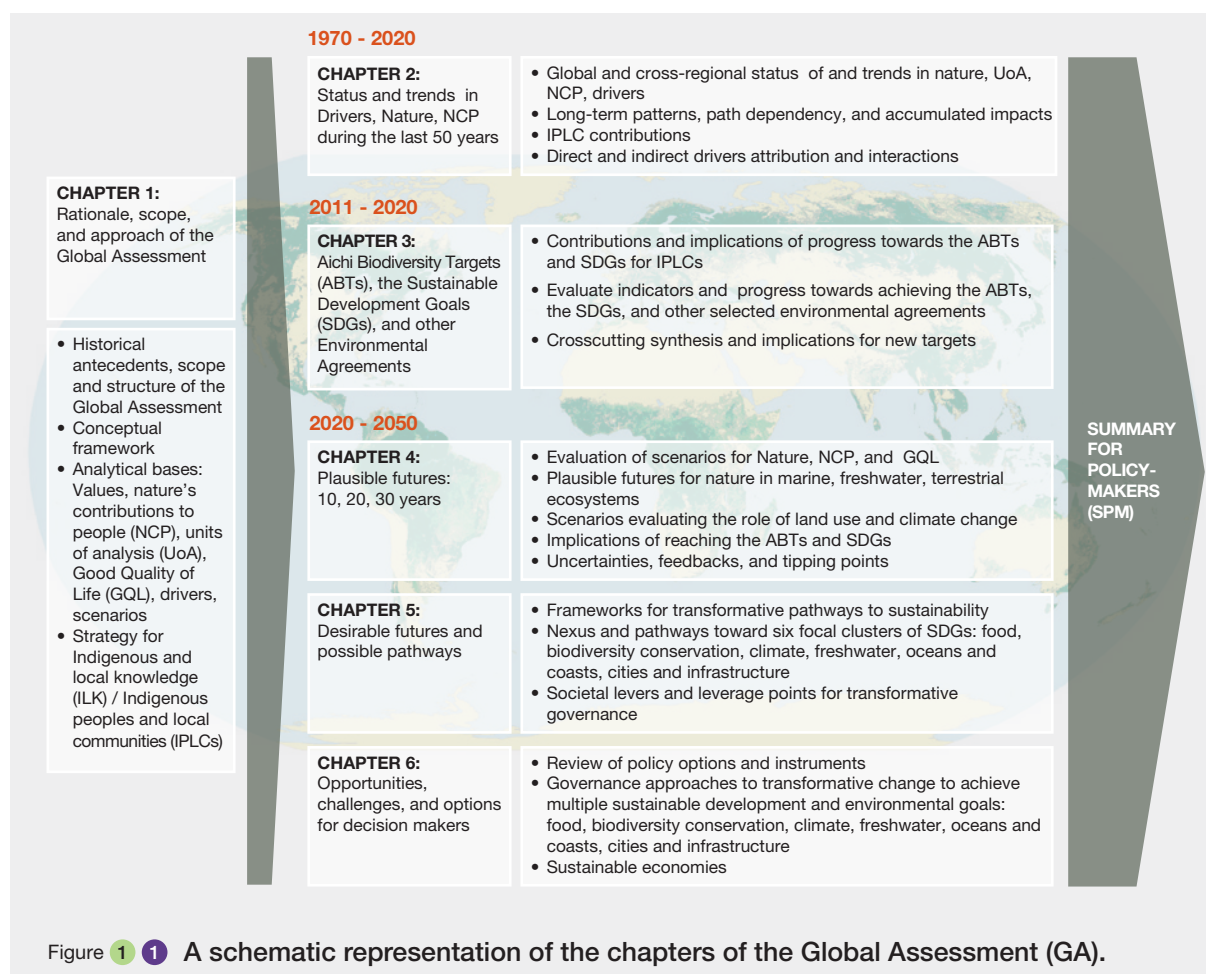 CHAPTER 1:
Rationale, scope,
and approach of the
Global Assessment
• Historical
antecedents, scope
and structure of the
Global Assessment
• Conceptual
framework
• Analytical bases:
Values, nature's
contributions to
people (NCP), units
of analysis (UoA),
Good Quality of
Life (GQL), drivers,
scenarios
• Strategy for
Indigenous and
local knowledge
(ILK) / Indigenous
peoples and local
communities (IPLCs)
1970 - 2020
CHAPTER 2:
Status and trends in
Drivers, Nature, NCP
during the last 50 years
• Global and cross-regional status of and trends in nature, UoA,
NCP, drivers
• Long-term patterns, path dependency, and accumulated impacts
• IPLC contributions
• Direct and indirect drivers attribution and interactions
2011 - 2020
CHAPTER 3:
Aichi Biodiversity Targets
(ABTs), the Sustainable
Development Goals
(SDGs), and other
Environmental
Agreements
• Contributions and implications of progress towards the ABTs
and SDGs for IPLCs
• Evaluate indicators and progress towards achieving the ABTs,
the SDGs, and other selected environmental agreements
• Crosscutting synthesis and implications for new targets
2020 - 2050
CHAPTER 4:
Plausible futures:
10, 20, 30 years
• Evaluation of scenarios for Nature, NCP, and GQL
• Plausible futures for nature in marine, freshwater, terrestrial
ecosystems
• Scenarios evaluating the role of land use and climate change
• Implications of reaching the ABTs and SDGs
• Uncertainties, feedbacks, and tipping points
CHAPTER 5:
Desirable futures and
possible pathways
• Frameworks for transformative pathways to sustainability
• Nexus and pathways toward six focal clusters of SDGs: food,
biodiversity conservation, climate, freshwater, oceans and
coasts, cities and infrastructure
• Societal levers and leverage points for transformative
governance
CHAPTER 6:
Opportunities,
challenges, and options
for decision makers
• Review of policy options and instruments
• Governance approaches to transformative change to achieve
multiple sustainable development and environmental goals:
food, biodiversity conservation, climate, freshwater, oceans and
coasts, cities and infrastructure
• Sustainable economies
SUMMARY
FOR
POLICY-
MAKERS
(SPM)
Figure 1 1 A schematic representation of the chapters of the Global Assessment (GA).